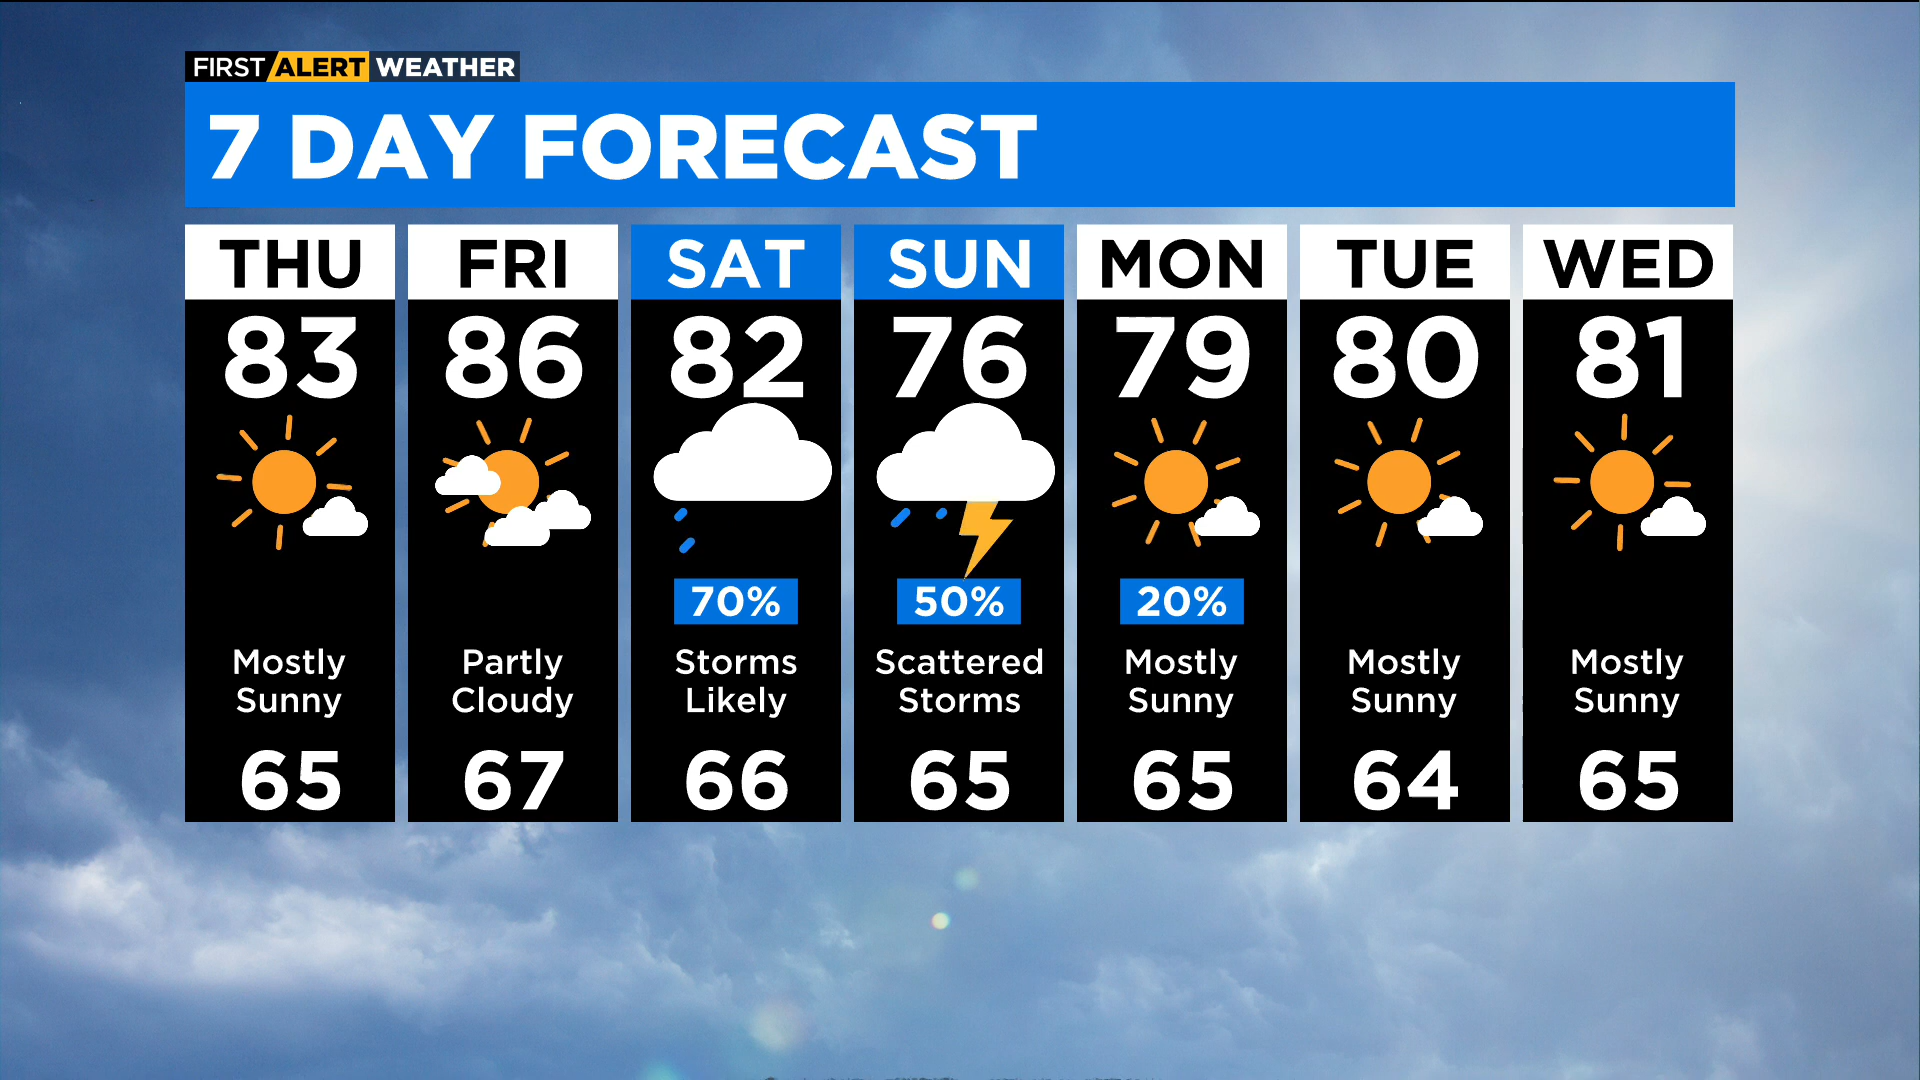 FIRST ALERT WEATHER
7 DAY FORECAST
THU FRI SAT SUN MON TUE WED
83 86 82 76 79 80 81
70% 50% 20%
Mostly Partly Storms Scattered Mostly Mostly Mostly
Sunny Cloudy Likely Storms Sunny Sunny Sunny
65 67 66 65 65 64 65